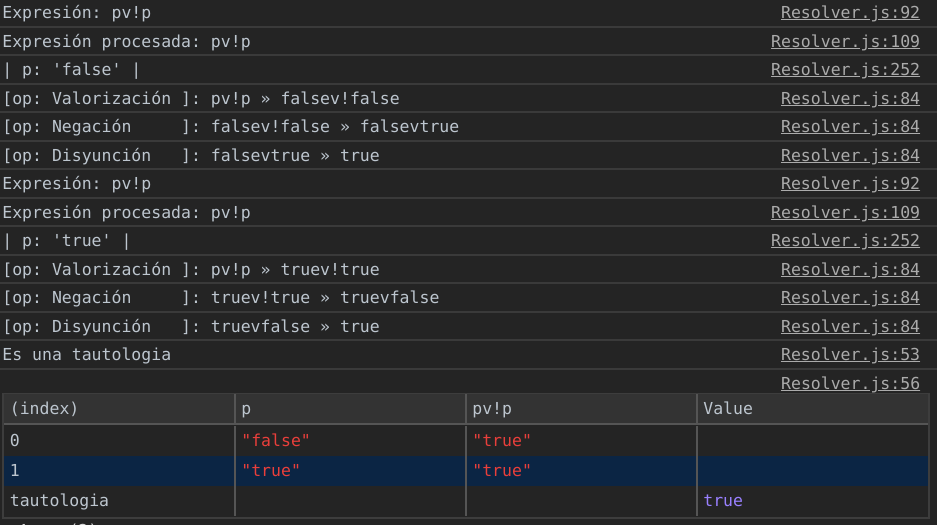 Expresión: pv!p Resolver.js:92
Expresión procesada: pv!p Resolver.js:109
| p: 'false' | Resolver.js:252
[op: Valorización ]: pv!p » falsev!false Resolver.js:84
[op: Negación     ]: falsev!false » falsevtrue Resolver.js:84
[op: Disyunción   ]: falsevtrue » true Resolver.js:84
Expresión: pv!p Resolver.js:92
Expresión procesada: pv!p Resolver.js:109
| p: 'true' | Resolver.js:252
[op: Valorización ]: pv!p » truev!true Resolver.js:84
[op: Negación     ]: truev!true » truevfalse Resolver.js:84
[op: Disyunción   ]: truevfalse » true Resolver.js:84
Es una tautologia Resolver.js:53
Resolver.js:56
(index) p pv!p Value
0 "false" "true"
1 "true" "true"
tautologia true